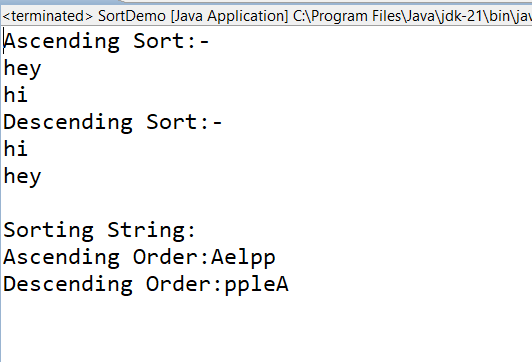 <terminated> SortDemo [Java Application] C:\Program Files\Java\jdk-21\bin\jav
Ascending Sort:-
hey
hi
Descending Sort:-
hi
hey
Sorting String:
Ascending Order:Aelpp
Descending Order:ppleA